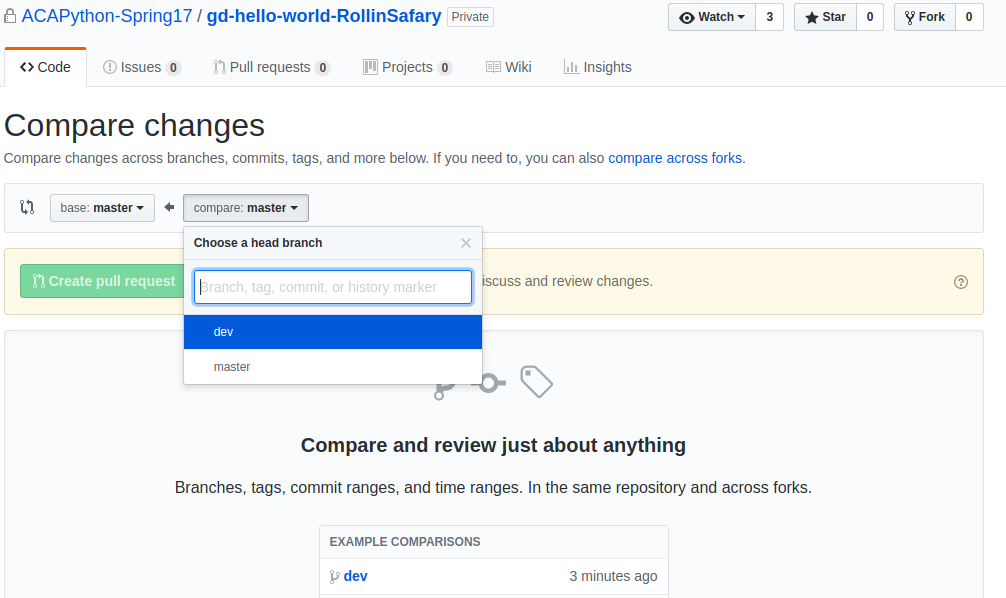 ACAPython-Spring17 / gd-hello-world-RollinSafary Private Watch 3 Star 0 Fork 0
Code Issues 0 Pull requests 0 Projects 0 Wiki Insights
Compare changes
Compare changes across branches, commits, tags, and more below. If you need to, you can also compare across forks.
base: master compare: master
Choose a head branch
Create pull request
iscuss and review changes.
Branch, tag, commit, or history marker
dev
master
Compare and review just about anything
Branches, tags, commit ranges, and time ranges. In the same repository and across forks.
EXAMPLE COMPARISONS
dev 3 minutes ago